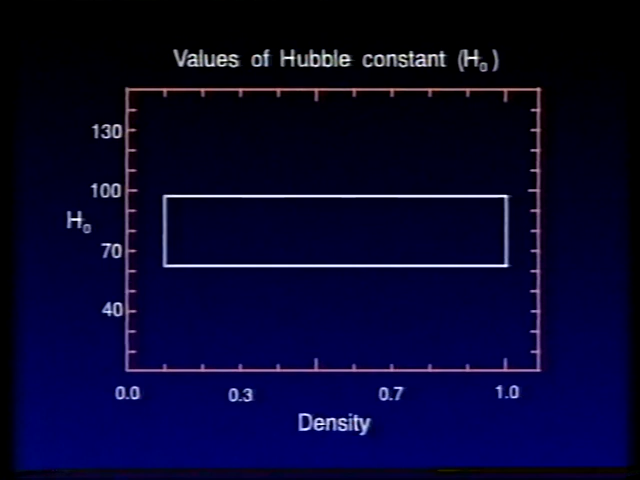 Values of Hubble constant (H₀)
130
100
H₀
70
40
0.0 0.3 0.7 1.0
Density